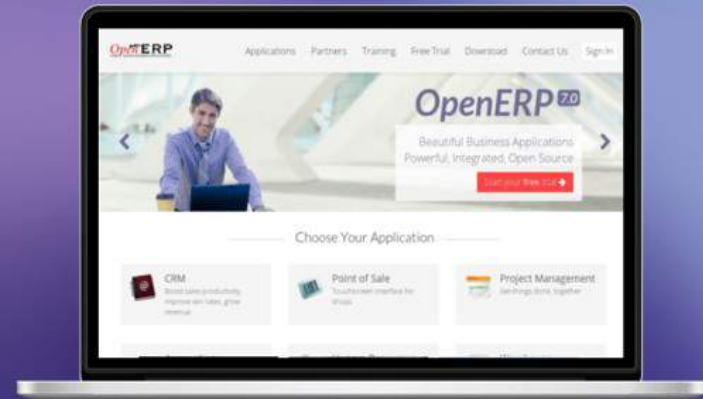 OpenERP
Applications Partners Training Free Trial Download Contact Us Sign In
OpenERP 7.0
Beautiful Business Applications
Powerful, Integrated, Open Source
Start your free trial
Choose Your Application
CRM
Boost sales productivity,
improve win rates, grow
revenue
Point of Sale
Touchscreen interface for
shops
Project Management
Get things done, together